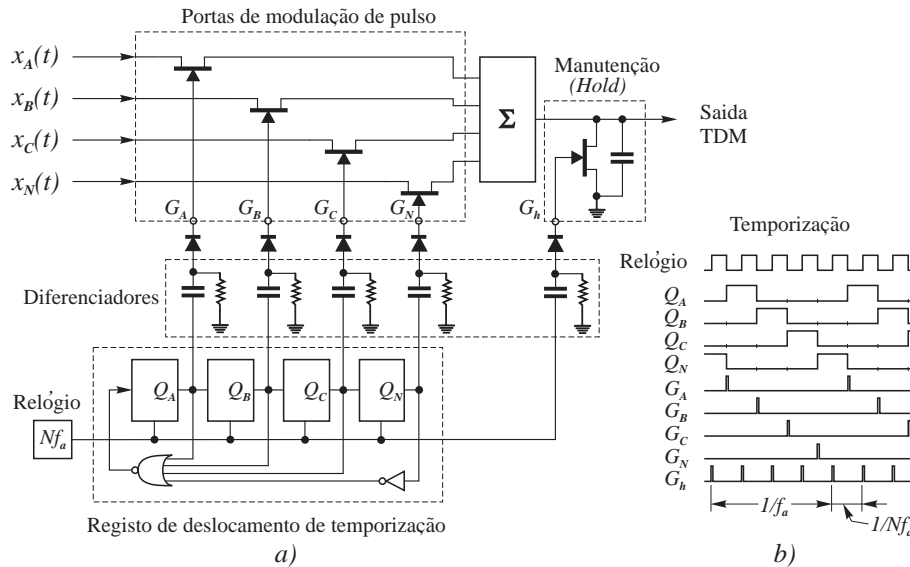 Portas de modulação de pulso
x_A(t)
x_B(t)
x_C(t)
x_N(t)
Σ
Manutenção
(Hold)
Saida
TDM
G_A
G_B
G_C
G_N
G_h
Diferenciadores
Relógio
Nf_a
Q_A
Q_B
Q_C
Q_N
Registo de deslocamento de temporização
a)
Temporização
Relógio
Q_A
Q_B
Q_C
Q_N
G_A
G_B
G_C
G_N
G_h
1/f_a
1/Nf_a
b)